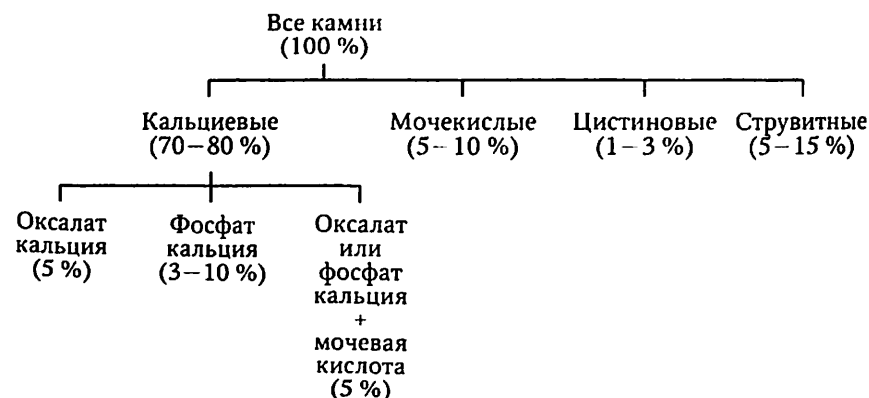 Все камни
(100 %)
Кальциевые
(70–80 %)
Мочекислые
(5–10 %)
Цистиновые
(1–3 %)
Струвитные
(5–15 %)
Оксалат
кальция
(5 %)
Фосфат
кальция
(3–10 %)
Оксалат
или
фосфат
кальция
+
мочевая
кислота
(5 %)